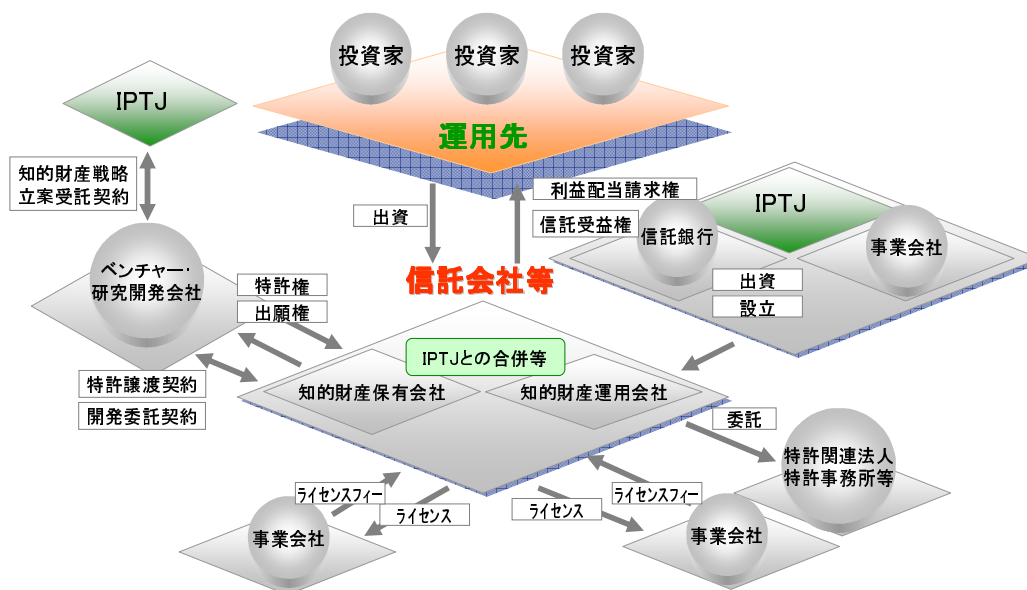 投資家
投資家
投資家
IPTJ
運用先
知的財産戦略
立案受託契約
出資
利益配当請求権
信託受益権
IPTJ
信託銀行
事業会社
出資
設立
信託会社等
ベンチャー・
研究開発会社
特許権
出願権
IPTJとの合併等
知的財産保有会社
知的財産運用会社
特許譲渡契約
開発委託契約
委託
特許関連法人
特許事務所等
ライセンスフィー
ライセンス
事業会社
ライセンスフィー
ライセンス
事業会社